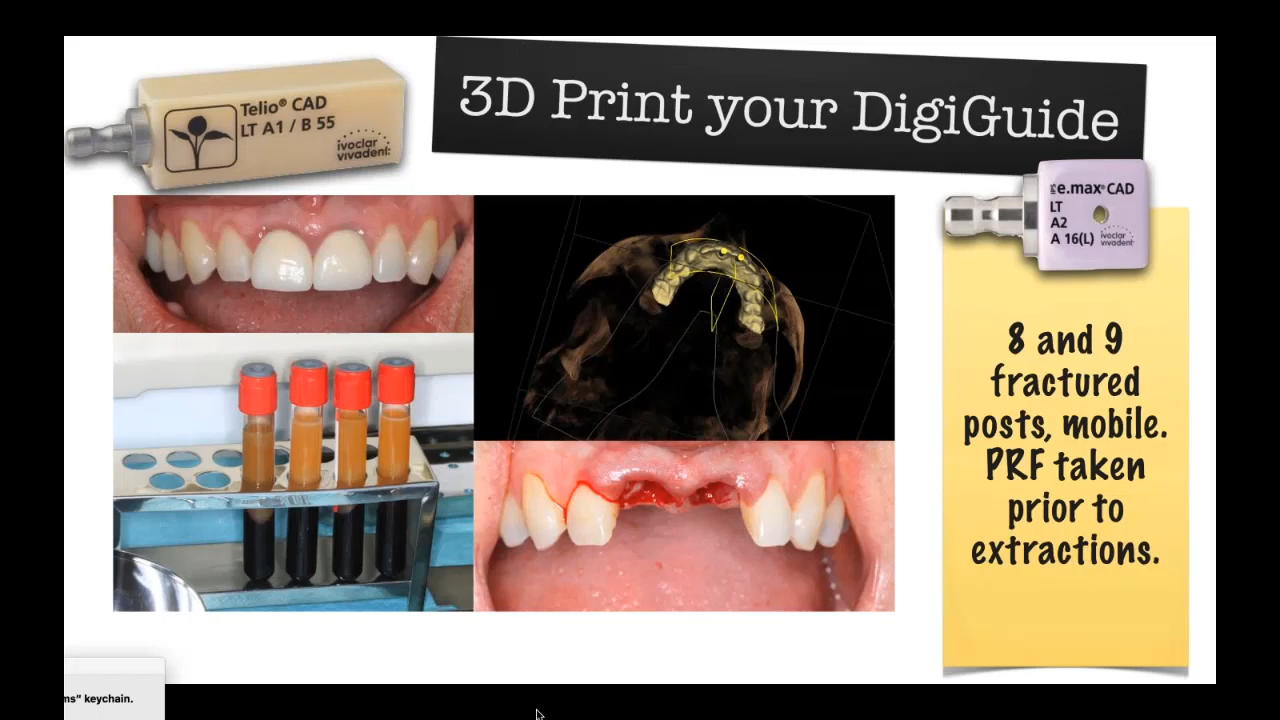 3D Print your DigiGuide
Telio® CAD
LT A1 / B 55
ivoclar
vivadent:
e.max® CAD
LT
A2
A 16(L)
ivoclar
vivadent:
8 and 9
fractured
posts, mobile.
PRF taken
prior to
extractions.
ms” keychain.